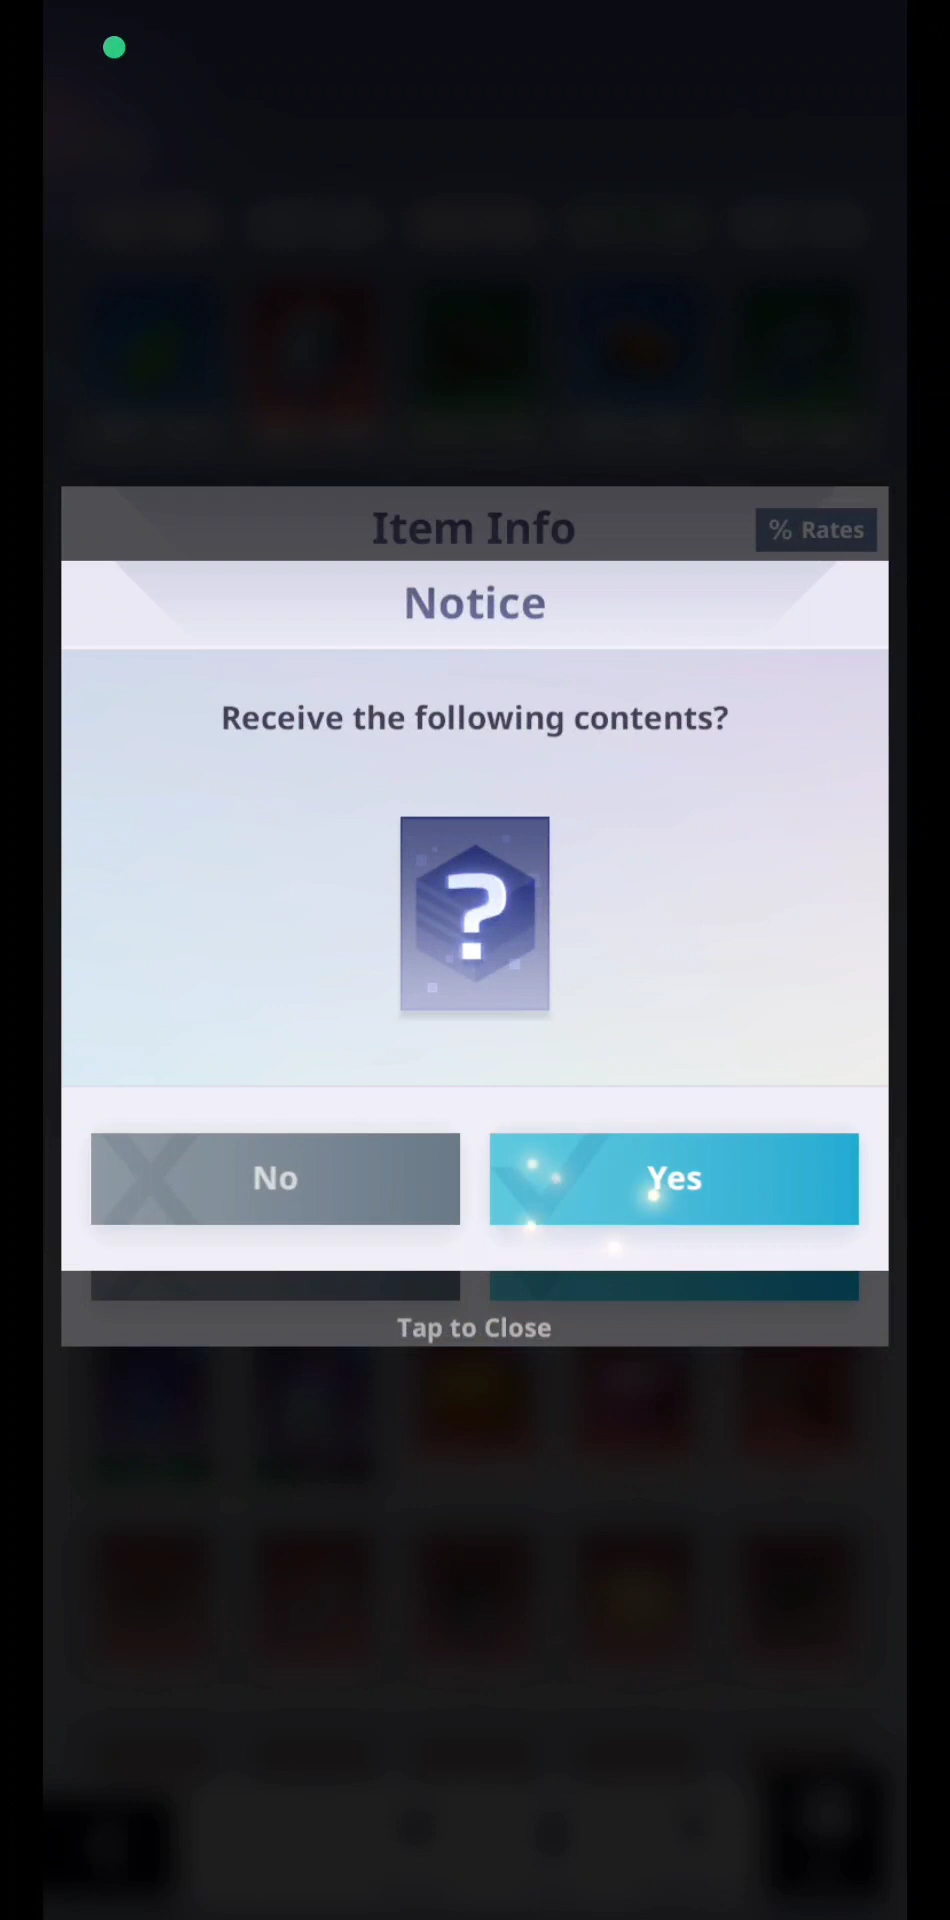 Item Info
% Rates
Notice
Receive the following contents?
?
No
Yes
Tap to Close